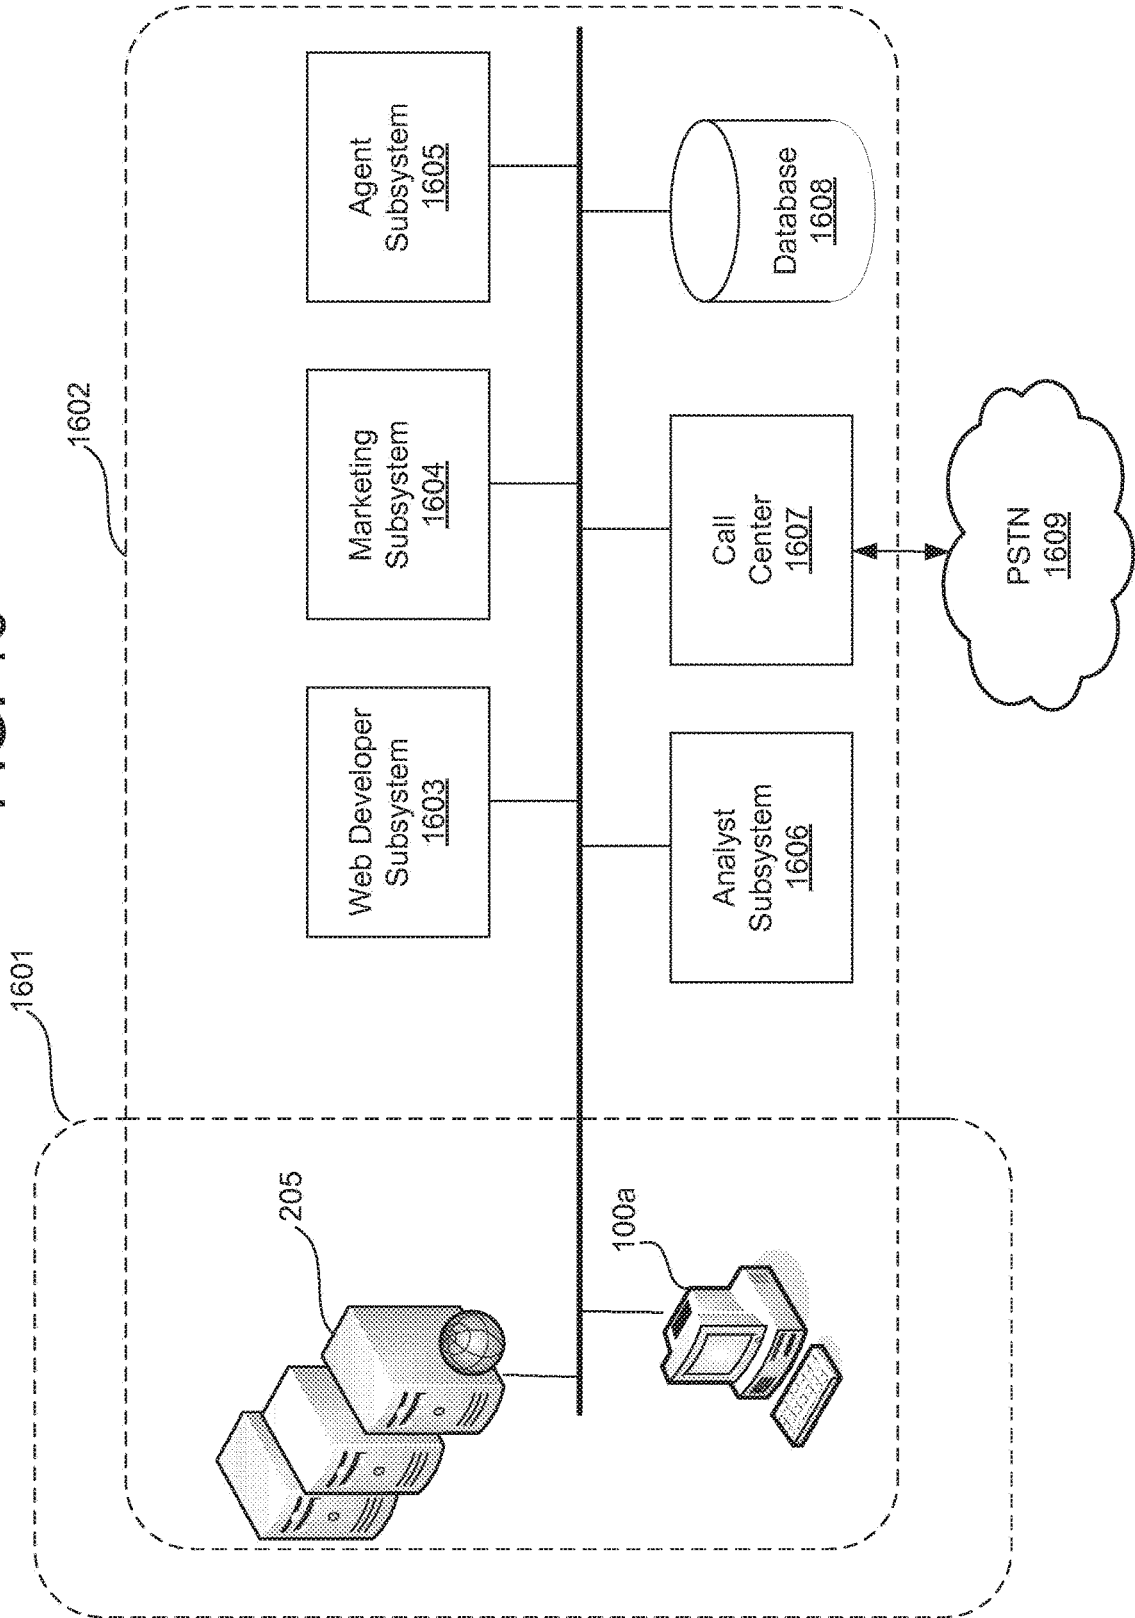 1601
1602
205
100a
Web Developer
Subsystem
1603
Marketing
Subsystem
1604
Agent
Subsystem
1605
Analyst
Subsystem
1606
Call
Center
1607
Database
1608
PSTN
1609